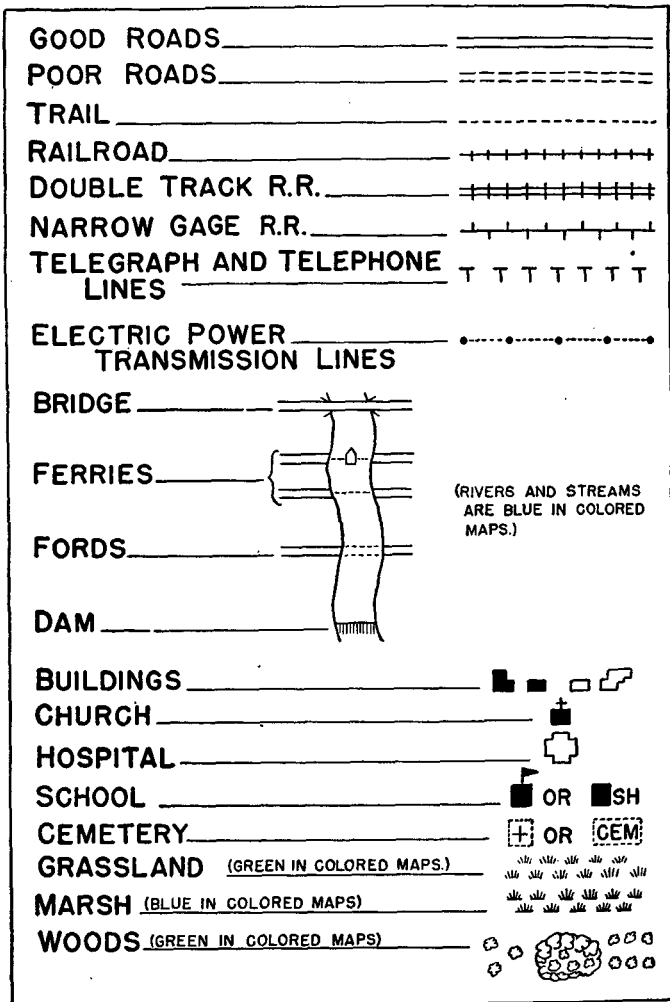 GOOD ROADS
POOR ROADS
TRAIL
RAILROAD
DOUBLE TRACK R.R.
NARROW GAGE R.R.
TELEGRAPH AND TELEPHONE
LINES
T T T T T T T
ELECTRIC POWER
TRANSMISSION LINES
BRIDGE
FERRIES
(RIVERS AND STREAMS
ARE BLUE IN COLORED
MAPS.)
FORDS
DAM
BUILDINGS
CHURCH
HOSPITAL
SCHOOL OR SH
CEMETERY OR CEM
GRASSLAND (GREEN IN COLORED MAPS.)
MARSH (BLUE IN COLORED MAPS)
WOODS (GREEN IN COLORED MAPS)